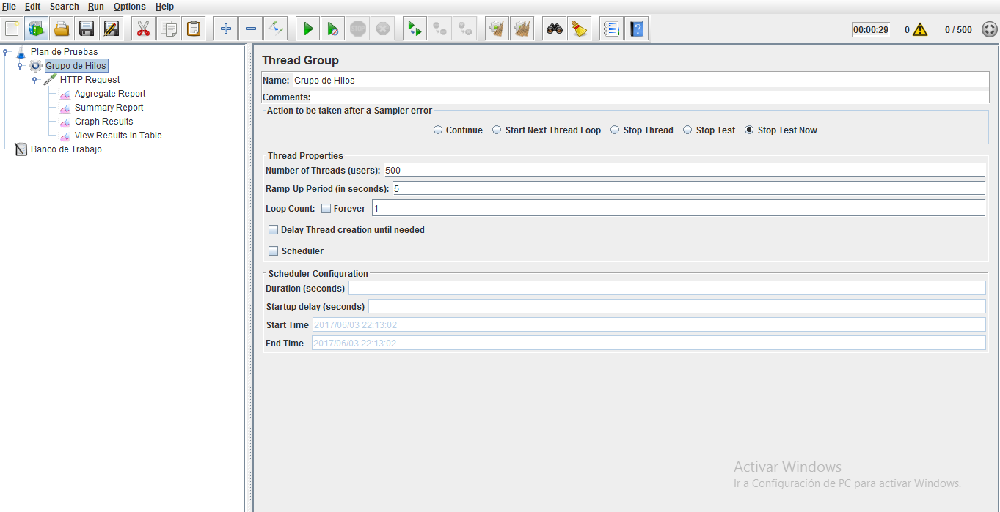 File Edit Search Run Options Help
00:00:29 0 0 / 500
Plan de Pruebas
Grupo de Hilos
HTTP Request
Aggregate Report
Summary Report
Graph Results
View Results in Table
Banco de Trabajo
Thread Group
Name: Grupo de Hilos
Comments:
Action to be taken after a Sampler error
Continue Start Next Thread Loop Stop Thread Stop Test Stop Test Now
Thread Properties
Number of Threads (users): 500
Ramp-Up Period (in seconds): 5
Loop Count: Forever 1
Delay Thread creation until needed
Scheduler
Scheduler Configuration
Duration (seconds)
Startup delay (seconds)
Start Time 2017/06/03 22:13:02
End Time 2017/06/03 22:13:02
Activar Windows
Ir a Configuración de PC para activar Windows.